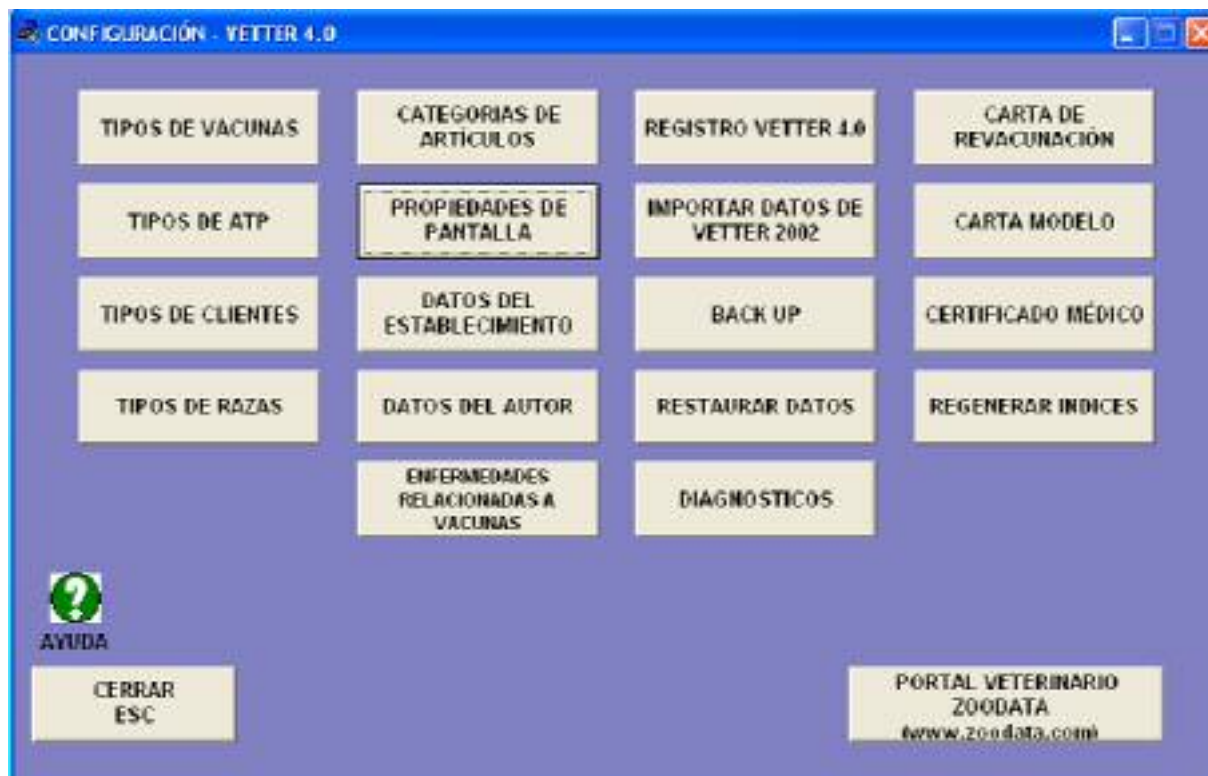 CONFIGURACIÓN - VETTER 4.0
TIPOS DE VACUNAS
CATEGORIAS DE
ARTÍCULOS
REGISTRO VETTER 4.0
CARTA DE
REVACUNACIÓN
TIPOS DE ATP
PROPIEDADES DE
PANTALLA
IMPORTAR DATOS DE
VETTER 2002
CARTA MODELO
TIPOS DE CLIENTES
DATOS DEL
ESTABLECIMIENTO
BACK UP
CERTIFICADO MÉDICO
TIPOS DE RAZAS
DATOS DEL AUTOR
RESTAURAR DATOS
REGENERAR INDICES
ENFERMEDADES
RELACIONADAS A
VACUNAS
DIAGNOSTICOS
AYUDA
CERRAR
ESC
PORTAL VETERINARIO
ZOODATA
(www.zoodata.com)